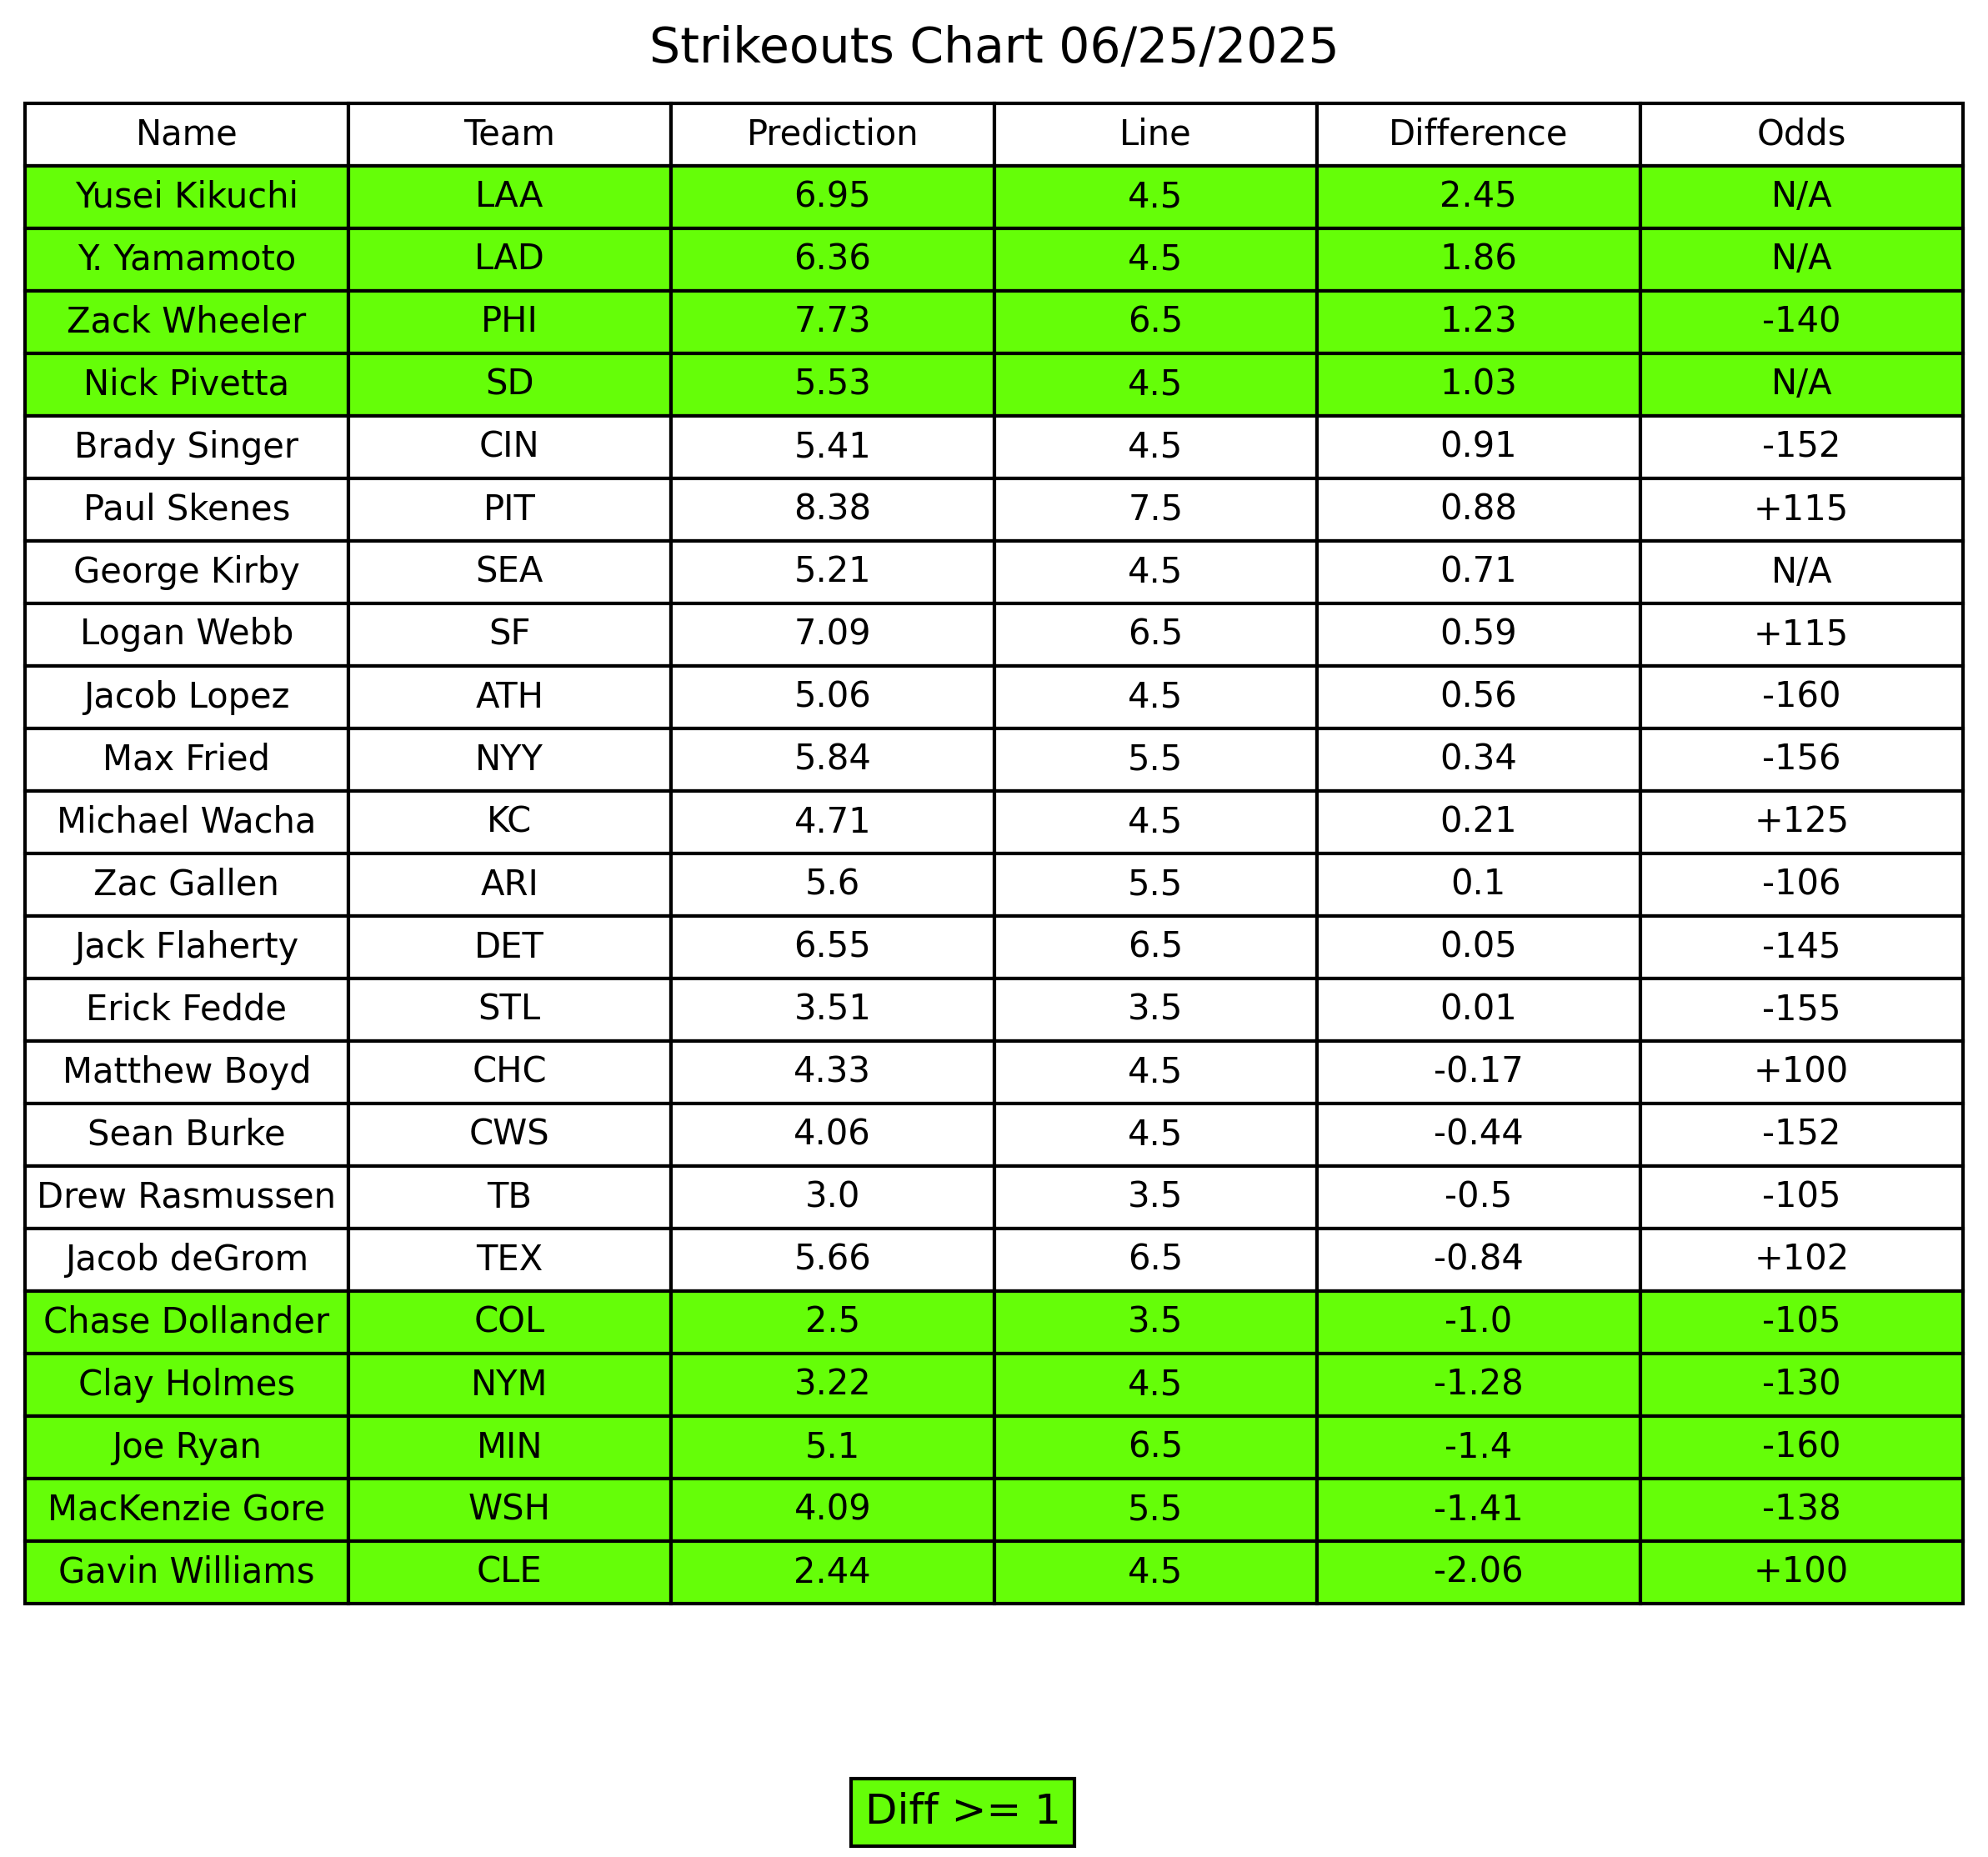 Strikeouts Chart 06/25/2025
Name Team Prediction Line Difference Odds
Yusei Kikuchi LAA 6.95 4.5 2.45 N/A
Y. Yamamoto LAD 6.36 4.5 1.86 N/A
Zack Wheeler PHI 7.73 6.5 1.23 -140
Nick Pivetta SD 5.53 4.5 1.03 N/A
Brady Singer CIN 5.41 4.5 0.91 -152
Paul Skenes PIT 8.38 7.5 0.88 +115
George Kirby SEA 5.21 4.5 0.71 N/A
Logan Webb SF 7.09 6.5 0.59 +115
Jacob Lopez ATH 5.06 4.5 0.56 -160
Max Fried NYY 5.84 5.5 0.34 -156
Michael Wacha KC 4.71 4.5 0.21 +125
Zac Gallen ARI 5.6 5.5 0.1 -106
Jack Flaherty DET 6.55 6.5 0.05 -145
Erick Fedde STL 3.51 3.5 0.01 -155
Matthew Boyd CHC 4.33 4.5 -0.17 +100
Sean Burke CWS 4.06 4.5 -0.44 -152
Drew Rasmussen TB 3.0 3.5 -0.5 -105
Jacob deGrom TEX 5.66 6.5 -0.84 +102
Chase Dollander COL 2.5 3.5 -1.0 -105
Clay Holmes NYM 3.22 4.5 -1.28 -130
Joe Ryan MIN 5.1 6.5 -1.4 -160
MacKenzie Gore WSH 4.09 5.5 -1.41 -138
Gavin Williams CLE 2.44 4.5 -2.06 +100
Diff >= 1